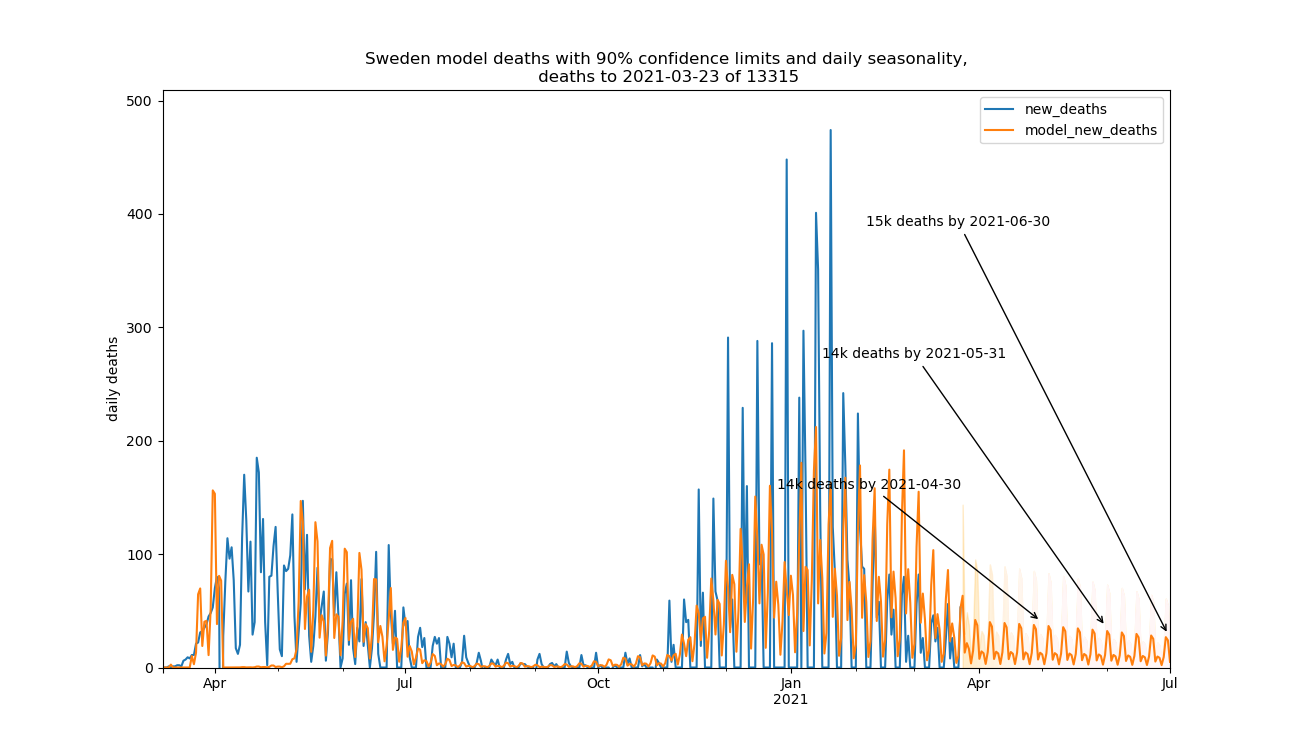 Sweden model deaths with 90% confidence limits and daily seasonality,
deaths to 2021-03-23 of 13315
500
new_deaths
model_new_deaths
400
15k deaths by 2021-06-30
300
14k deaths by 2021-05-31
daily deaths
200
14k deaths by 2021-04-30
100
0
Apr
Jul
Oct
Jan
2021
Apr
Jul